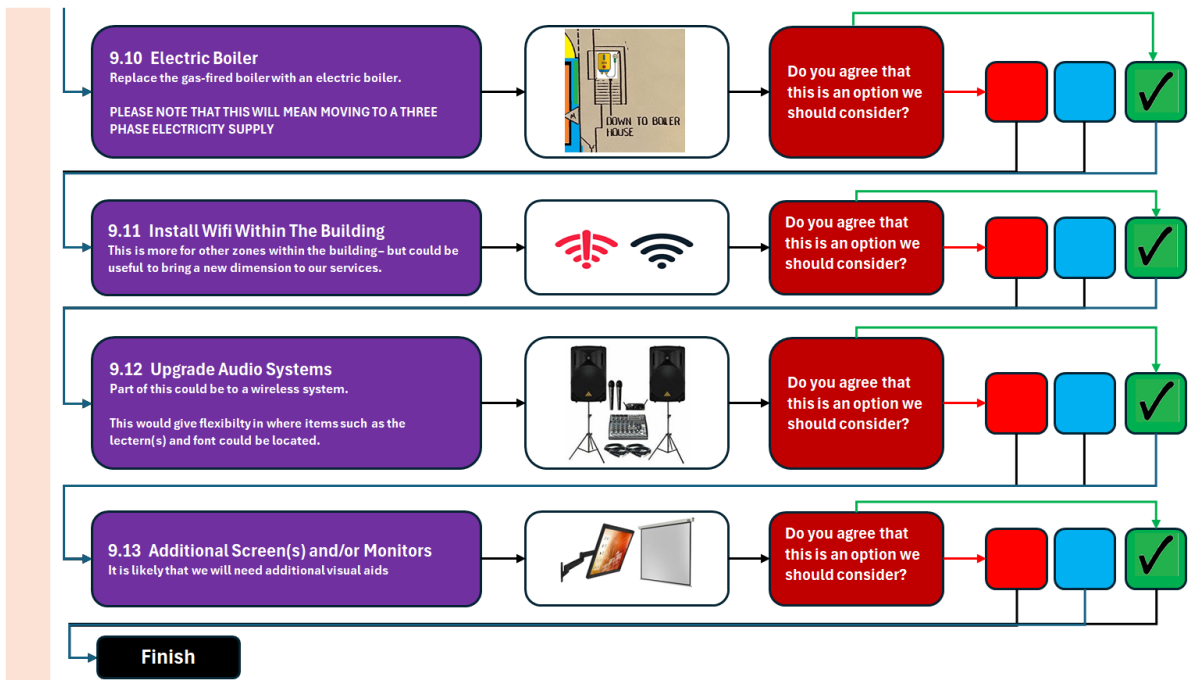 9.10 Electric Boiler
Replace the gas-fired boiler with an electric boiler.
PLEASE NOTE THAT THIS WILL MEAN MOVING TO A THREE
PHASE ELECTRICITY SUPPLY
DOWN TO BOILER
HOUSE
Do you agree that
this is an option we
should consider?
9.11 Install Wifi Within The Building
This is more for other zones within the building– but could be
useful to bring a new dimension to our services.
Do you agree that
this is an option we
should consider?
9.12 Upgrade Audio Systems
Part of this could be to a wireless system.
This would give flexibilty in where items such as the
lectern(s) and font could be located.
Do you agree that
this is an option we
should consider?
9.13 Additional Screen(s) and/or Monitors
It is likely that we will need additional visual aids
Do you agree that
this is an option we
should consider?
Finish